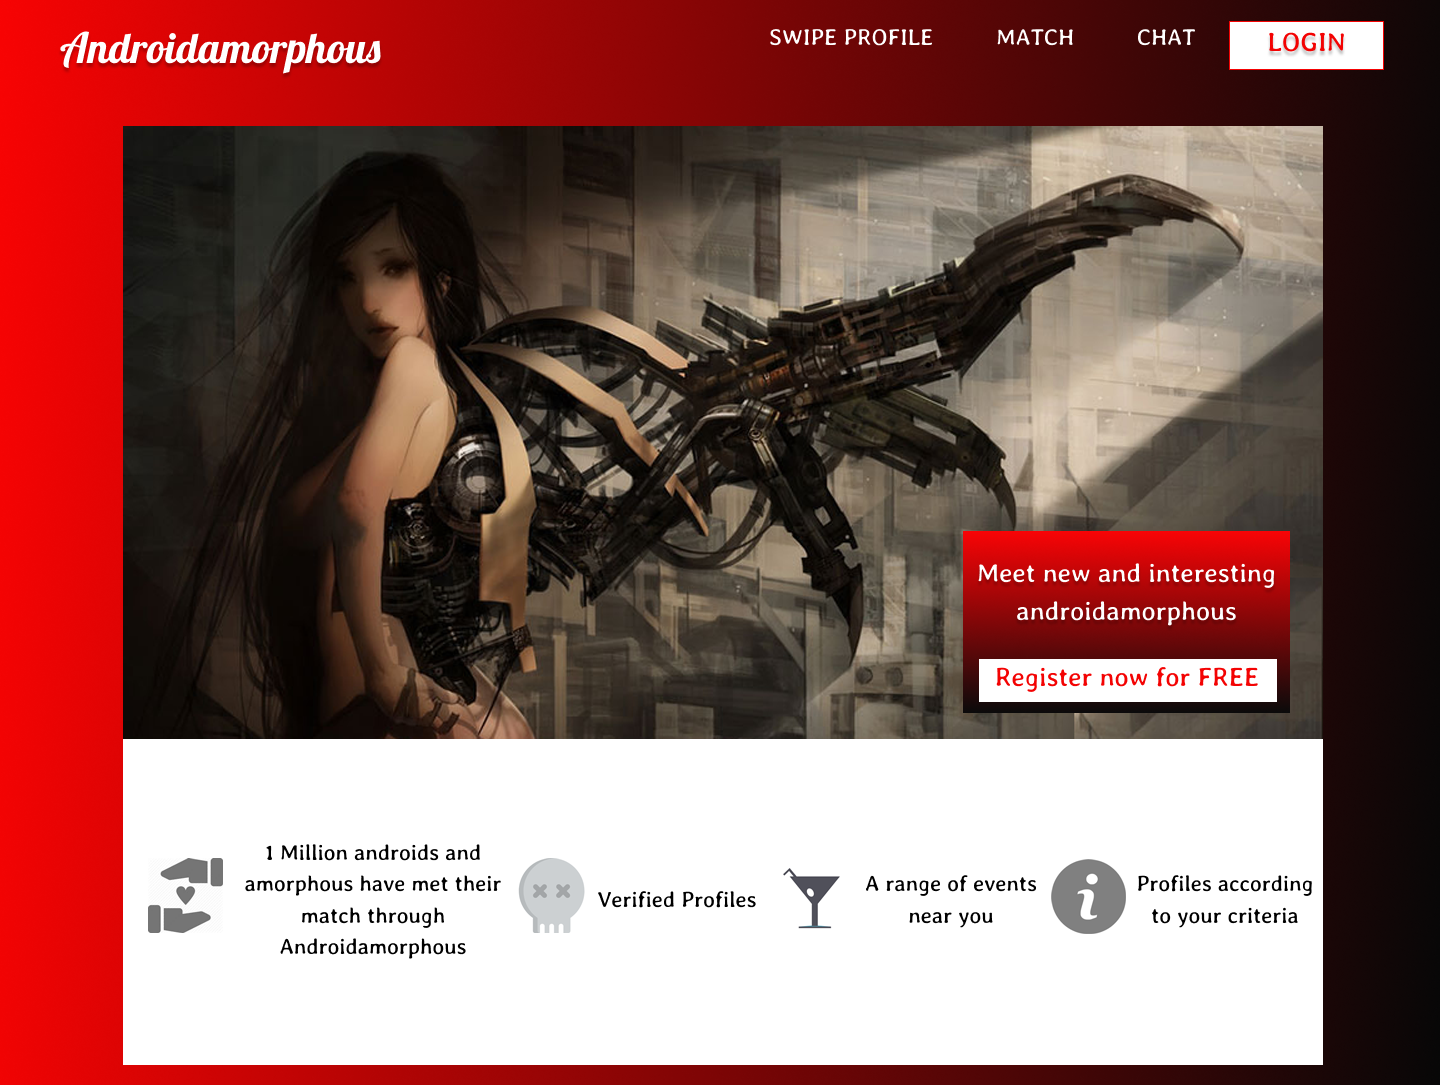 Androidamorphous
SWIPE PROFILE
MATCH
CHAT
LOGIN
Meet new and interesting
androidamorphous
Register now for FREE
1 Million androids and
amorphous have met their
match through
Androidamorphous
Verified Profiles
A range of events
near you
Profiles according
to your criteria